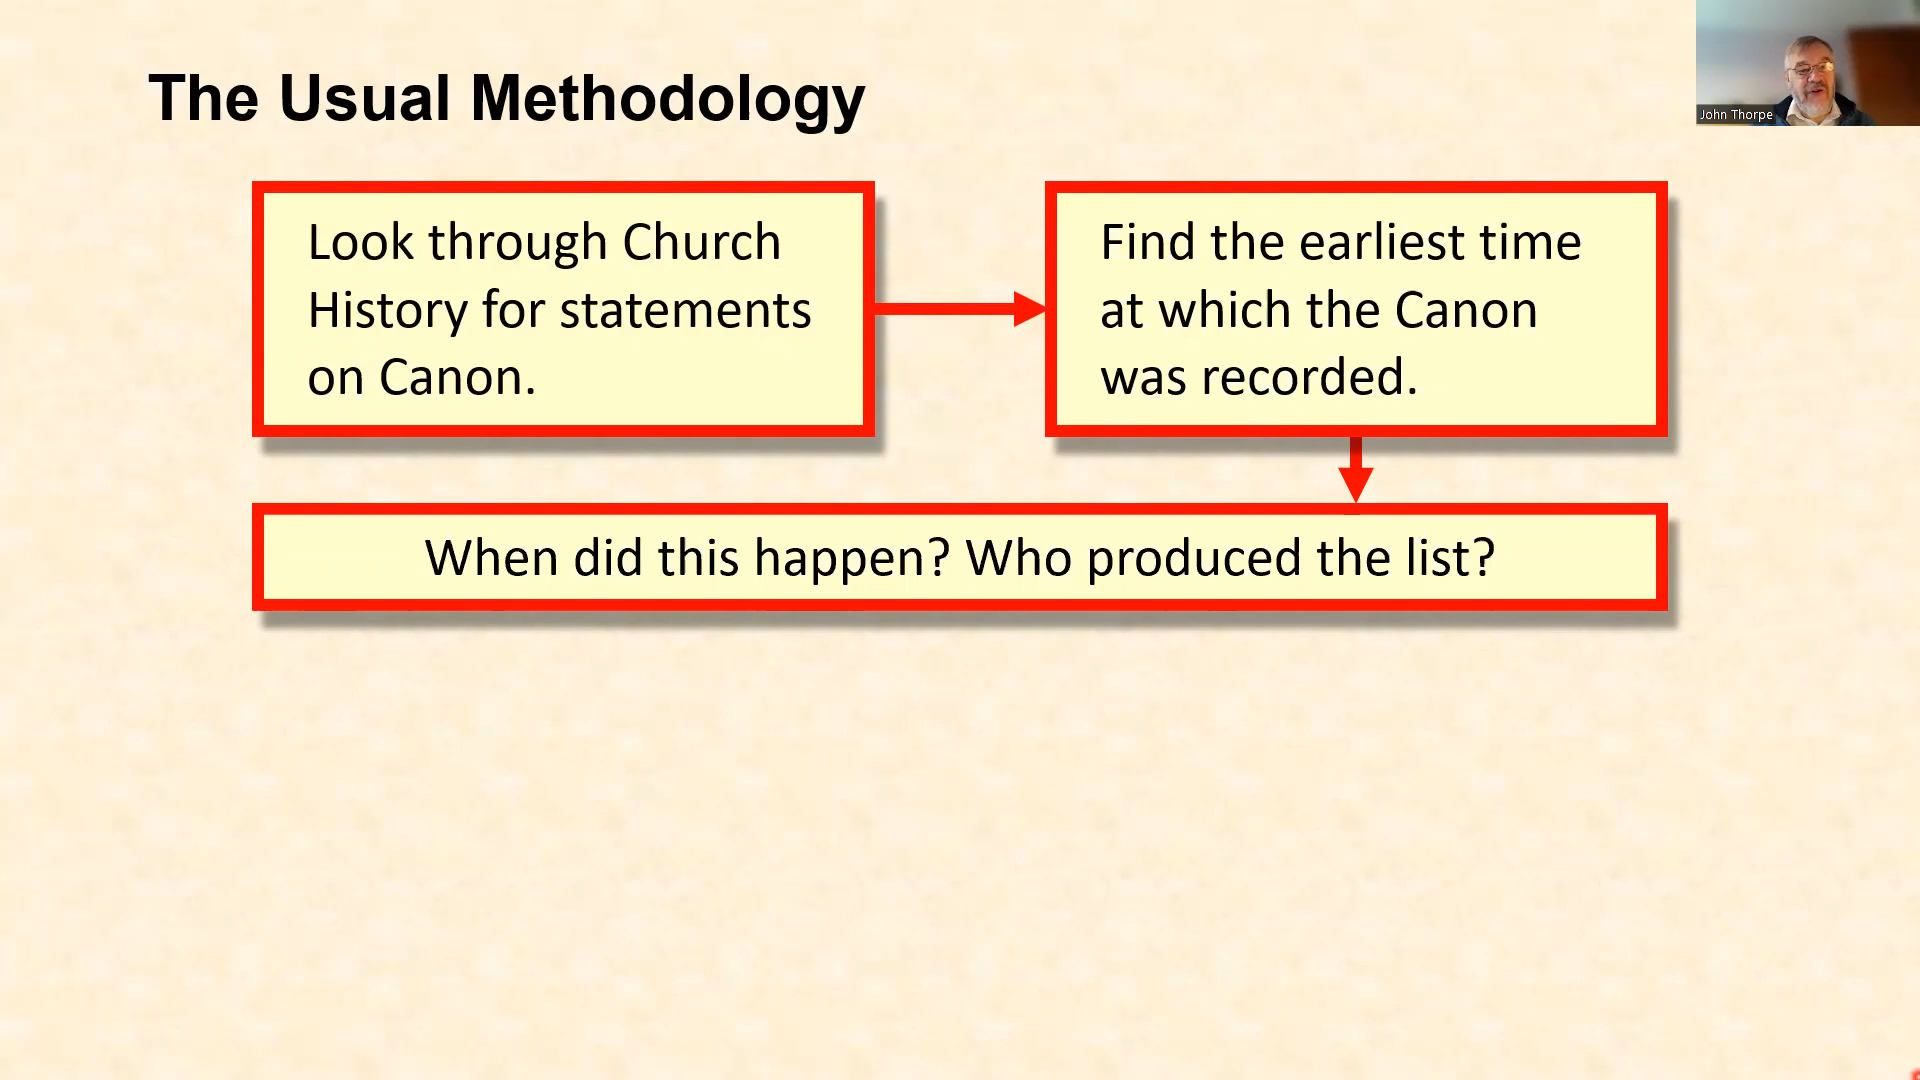 The Usual Methodology
John Thorpe
Look through Church
History for statements
on Canon.
Find the earliest time
at which the Canon
was recorded.
When did this happen? Who produced the list?